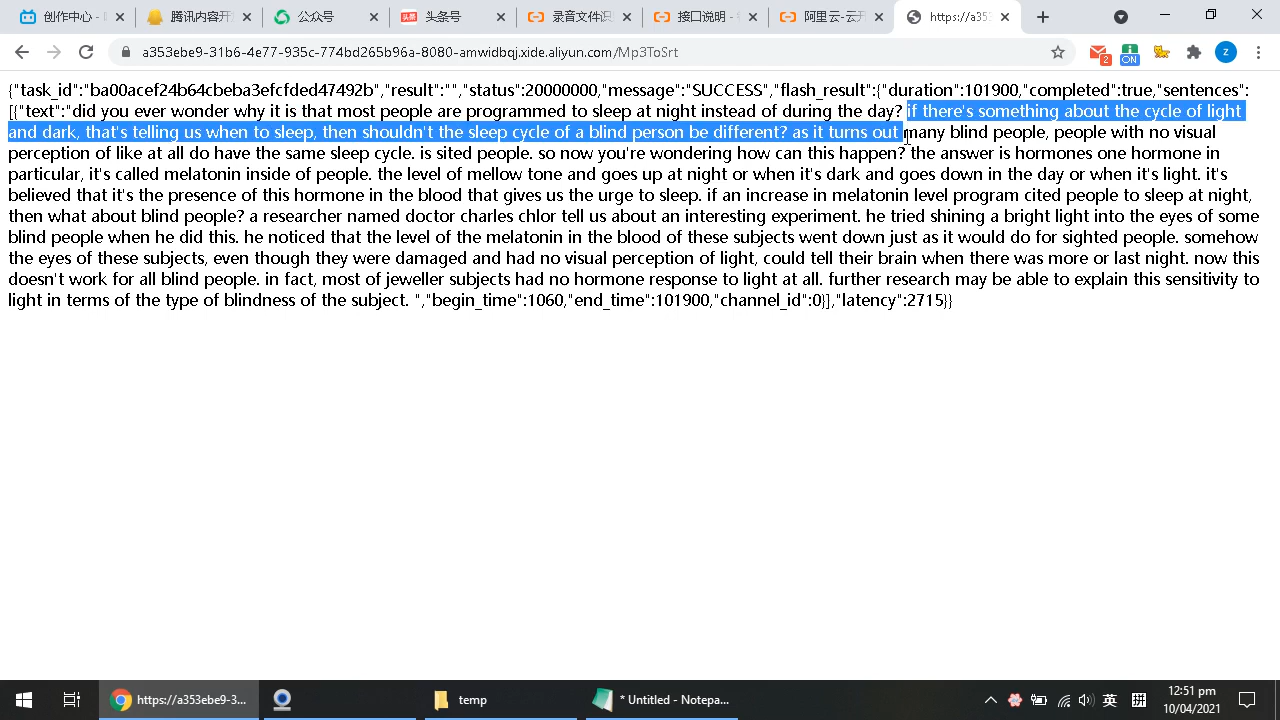 创作中心 -
腾讯内容开
公众号
头条号
录音文件识
接口说明 -
阿里云-云开
https://a35
a353ebe9-31b6-4e77-935c-774bd265b96a-8080-amwidbqj.xide.aliyun.com/Mp3ToSrt
2
ON
z
{"task_id":"ba00acef24b64cbeba3efcfded47492b","result":"","status":20000000,"message":"SUCCESS","flash_result":{"duration":101900,"completed":true,"sentences":
[{"text":"did you ever wonder why it is that most people are programmed to sleep at night instead of during the day? if there's something about the cycle of light
and dark, that's telling us when to sleep, then shouldn't the sleep cycle of a blind person be different? as it turns out many blind people, people with no visual
perception of like at all do have the same sleep cycle. is sited people. so now you're wondering how can this happen? the answer is hormones one hormone in
particular, it's called melatonin inside of people. the level of mellow tone and goes up at night or when it's dark and goes down in the day or when it's light. it's
believed that it's the presence of this hormone in the blood that gives us the urge to sleep. if an increase in melatonin level program cited people to sleep at night,
then what about blind people? a researcher named doctor charles chlor tell us about an interesting experiment. he tried shining a bright light into the eyes of some
blind people when he did this. he noticed that the level of the melatonin in the blood of these subjects went down just as it would do for sighted people. somehow
the eyes of these subjects, even though they were damaged and had no visual perception of light, could tell their brain when there was more or last night. now this
doesn't work for all blind people. in fact, most of jeweller subjects had no hormone response to light at all. further research may be able to explain this sensitivity to
light in terms of the type of blindness of the subject. ","begin_time":1060,"end_time":101900,"channel_id":0}],"latency":2715}}
https://a353ebe9-3...
temp
* Untitled - Notepa...
英
12:51 pm
10/04/2021